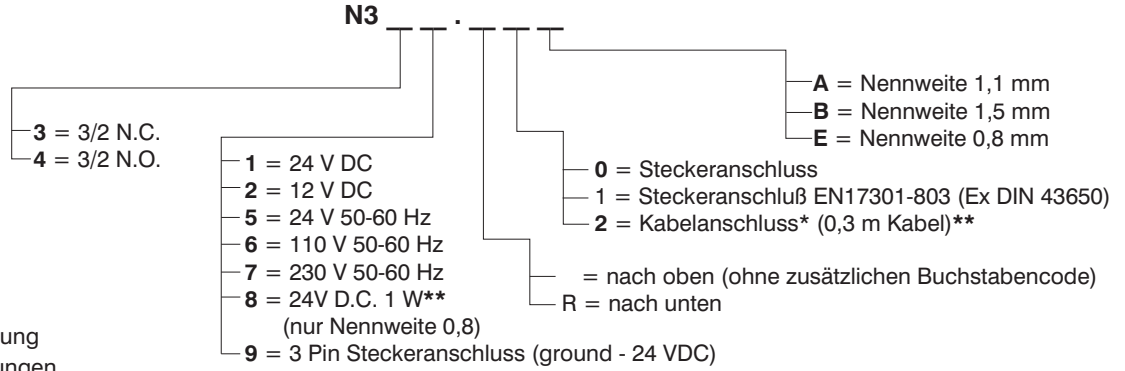 N3 _ _ . _ _ _
A = Nennweite 1,1 mm
B = Nennweite 1,5 mm
E = Nennweite 0,8 mm
3 = 3/2 N.C.
4 = 3/2 N.O.
1 = 24 V DC
2 = 12 V DC
5 = 24 V 50-60 Hz
6 = 110 V 50-60 Hz
7 = 230 V 50-60 Hz
8 = 24V D.C. 1 W**
(nur Nennweite 0,8)
9 = 3 Pin Steckeranschluss (ground - 24 VDC)
0 = Steckeranschluss
1 = Steckeranschluß EN17301-803 (Ex DIN 43650)
2 = Kabelanschluss* (0,3 m Kabel)**
= nach oben (ohne zusätzlichen Buchstabencode)
R = nach unten
ung
ungen